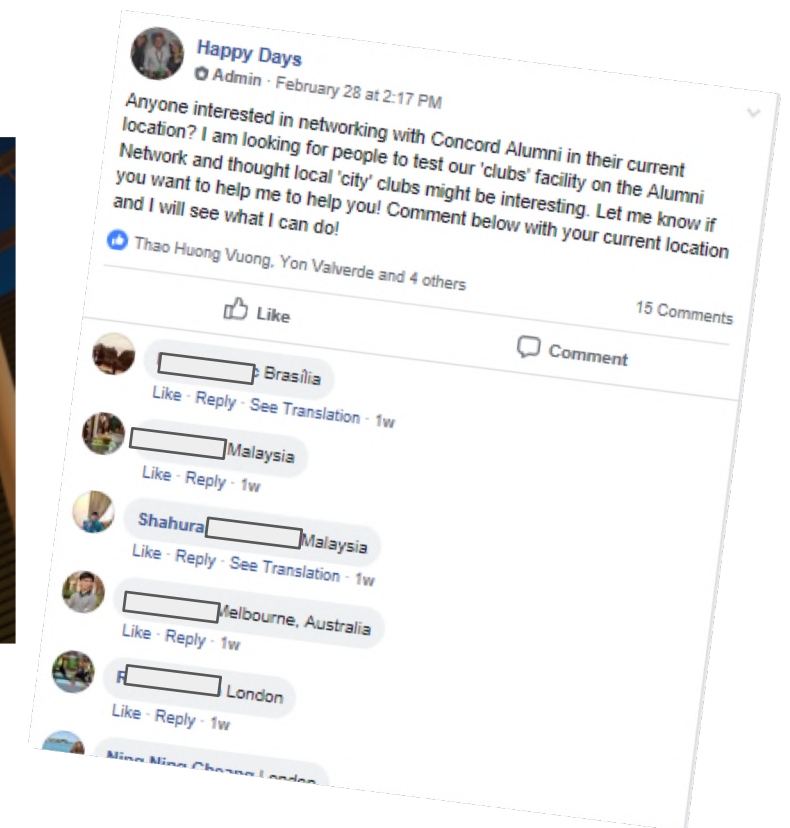 Happy Days
Admin · February 28 at 2:17 PM
Anyone interested in networking with Concord Alumni in their current
location? I am looking for people to test our 'clubs' facility on the Alumni
Network and thought local 'city' clubs might be interesting. Let me know if
you want to help me to help you! Comment below with your current location
and I will see what I can do!
Thao Huong Vuong, Yon Valverde and 4 others
15 Comments
Like
Comment
Brasília
Like · Reply · See Translation · 1w
Malaysia
Like · Reply · 1w
Shahura Malaysia
Like · Reply · See Translation · 1w
Melbourne, Australia
Like · Reply · 1w
London
Like · Reply · 1w
Ning Ning Cheang London